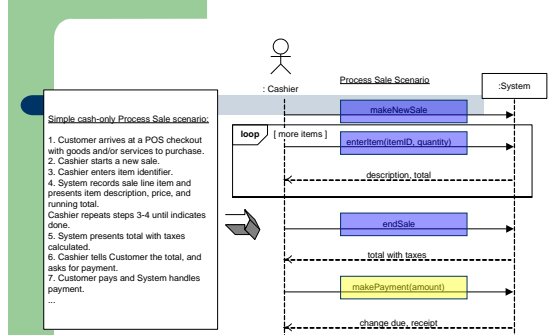 Simple cash-only Process Sale scenario:
1. Customer arrives at a POS checkout
with goods and/or services to purchase.
2. Cashier starts a new sale.
3. Cashier enters item identifier.
4. System records sale line item and
presents item description, price, and
running total.
Cashier repeats steps 3-4 until indicates
done.
5. System presents total with taxes
calculated.
6. Cashier tells Customer the total, and
asks for payment.
7. Customer pays and System handles
payment.
...
: Cashier
Process Sale Scenario
:System
makeNewSale
loop
[ more items ]
enterItem(itemID, quantity)
description, total
endSale
total with taxes
makePayment(amount)
change due, receipt